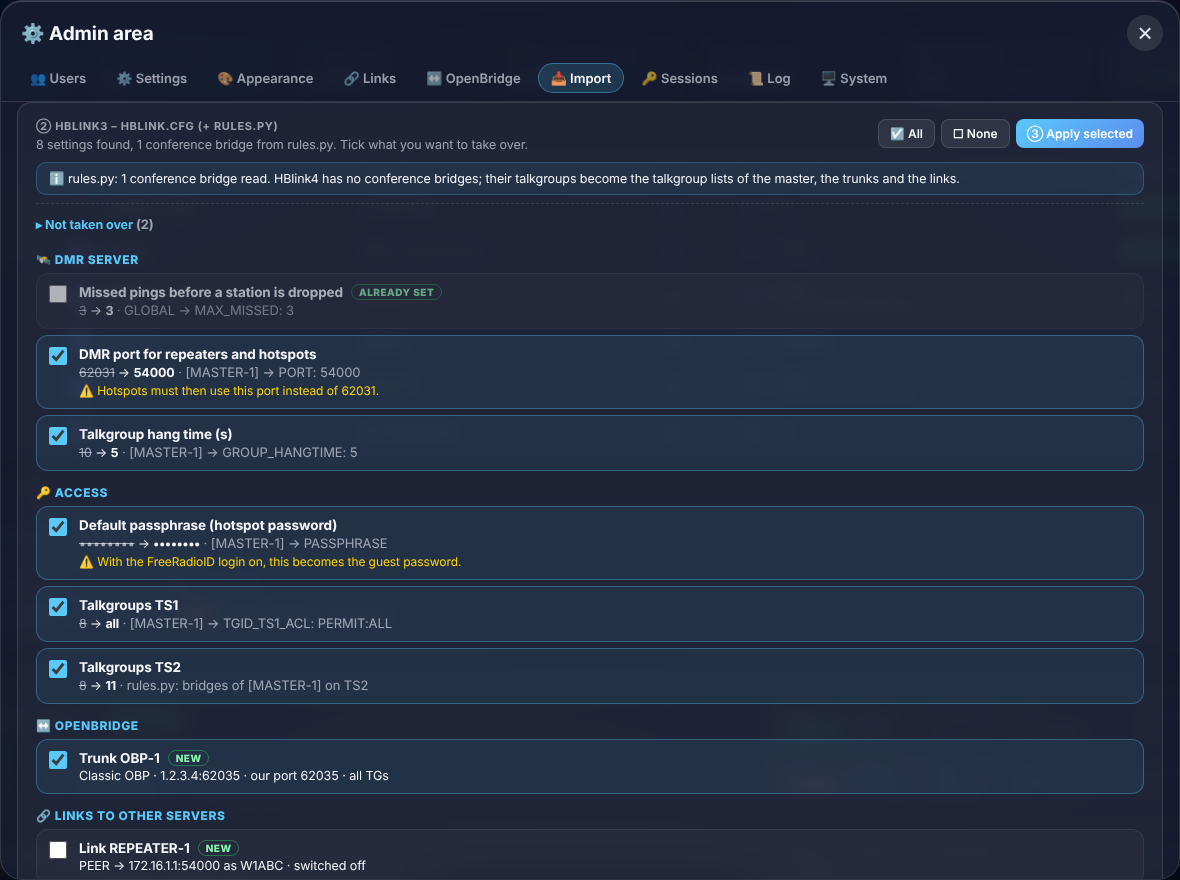 Admin area
Users
Settings
Appearance
Links
OpenBridge
Import
Sessions
Log
System
② HBLINK3 – HBLINK.CFG (+ RULES.PY)
8 settings found, 1 conference bridge from rules.py. Tick what you want to take over.
All
None
③ Apply selected
rules.py: 1 conference bridge read. HBlink4 has no conference bridges; their talkgroups become the talkgroup lists of the master, the trunks and the links.
▸ Not taken over (2)
DMR SERVER
Missed pings before a station is dropped ALREADY SET
3 → 3 · GLOBAL → MAX_MISSED: 3
DMR port for repeaters and hotspots
62031 → 54000 · [MASTER-1] → PORT: 54000
⚠️ Hotspots must then use this port instead of 62031.
Talkgroup hang time (s)
10 → 5 · [MASTER-1] → GROUP_HANGTIME: 5
ACCESS
Default passphrase (hotspot password)
•••••••• → •••••••• · [MASTER-1] → PASSPHRASE
⚠️ With the FreeRadioID login on, this becomes the guest password.
Talkgroups TS1
8 → all · [MASTER-1] → TGID_TS1_ACL: PERMIT:ALL
Talkgroups TS2
8 → 11 · rules.py: bridges of [MASTER-1] on TS2
OPENBRIDGE
Trunk OBP-1 NEW
Classic OBP · 1.2.3.4:62035 · our port 62035 · all TGs
LINKS TO OTHER SERVERS
Link REPEATER-1 NEW
PEER → 172.16.1.1:54000 as W1ABC · switched off